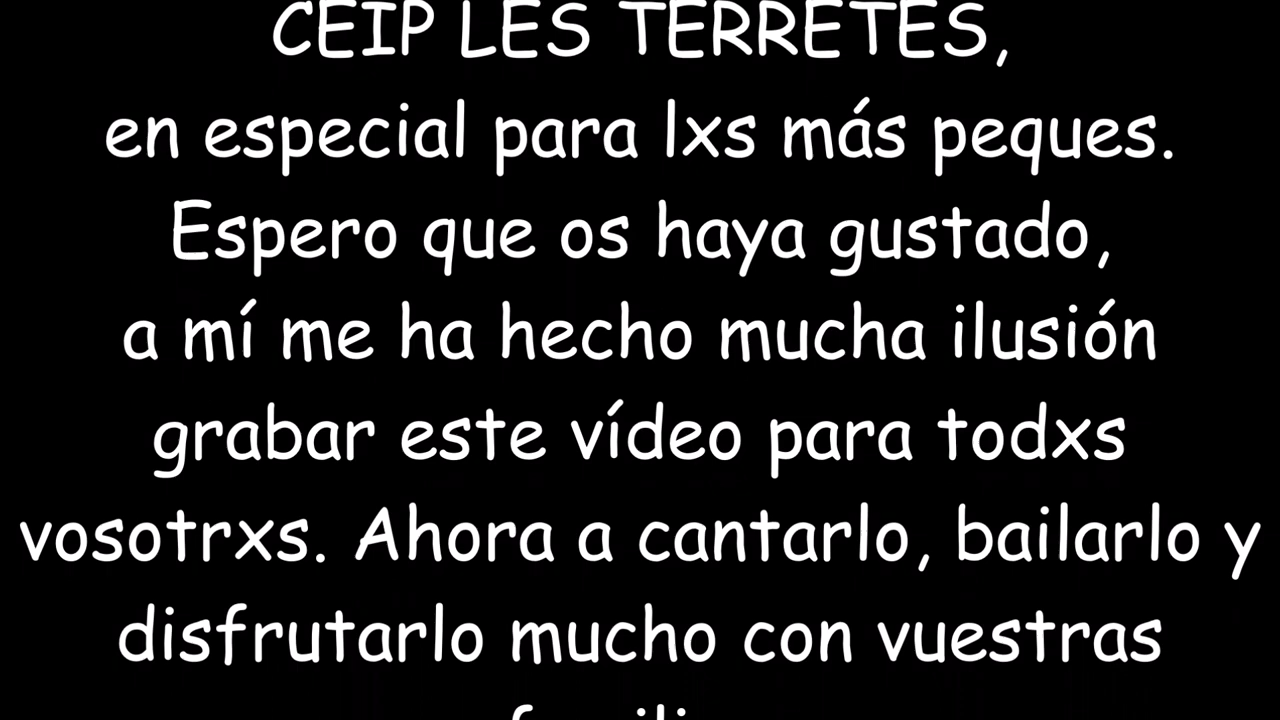 CEIP LES TERRETES,
en especial para lxs más peques.
Espero que os haya gustado,
a mí me ha hecho mucha ilusión
grabar este vídeo para todxs
vosotrxs. Ahora a cantarlo, bailarlo y
disfrutarlo mucho con vuestras